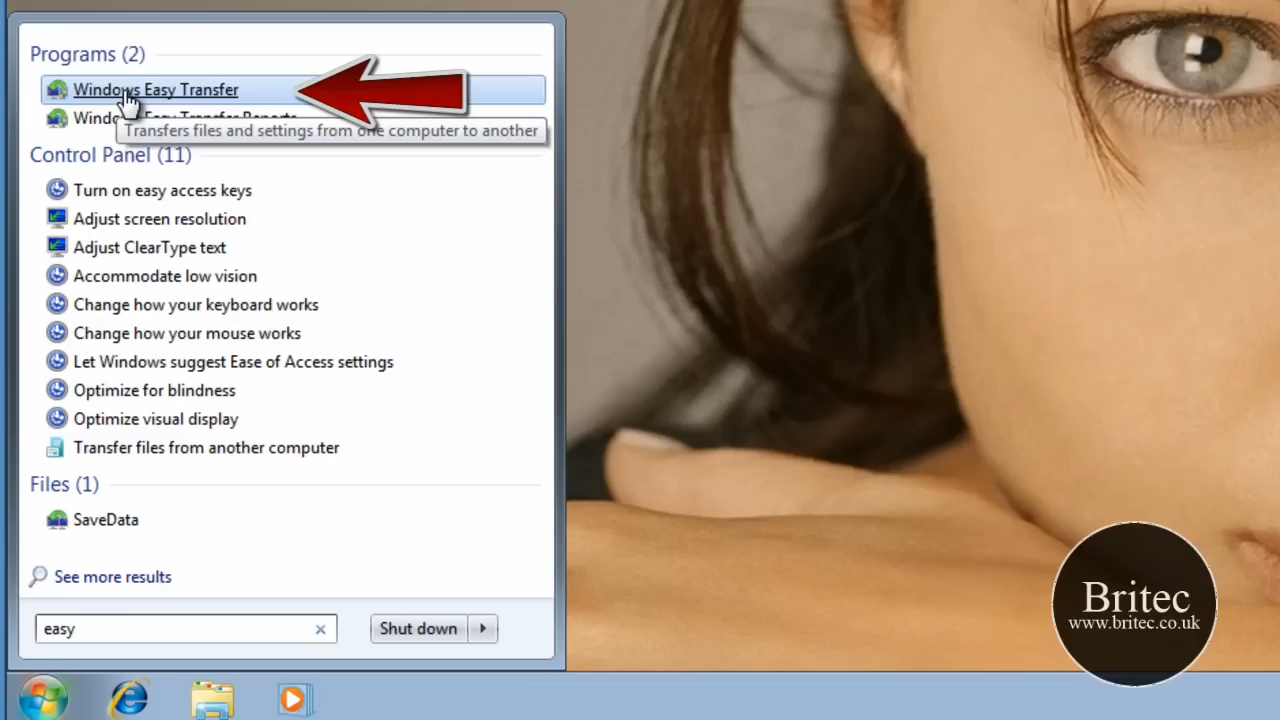 Programs (2)
Windows Easy Transfer
Transfers files and settings from one computer to another
Control Panel (11)
Turn on easy access keys
Adjust screen resolution
Adjust ClearType text
Accommodate low vision
Change how your keyboard works
Change how your mouse works
Let Windows suggest Ease of Access settings
Optimize for blindness
Optimize visual display
Transfer files from another computer
Files (1)
SaveData
See more results
easy
Shut down
Britec
www.britec.co.uk